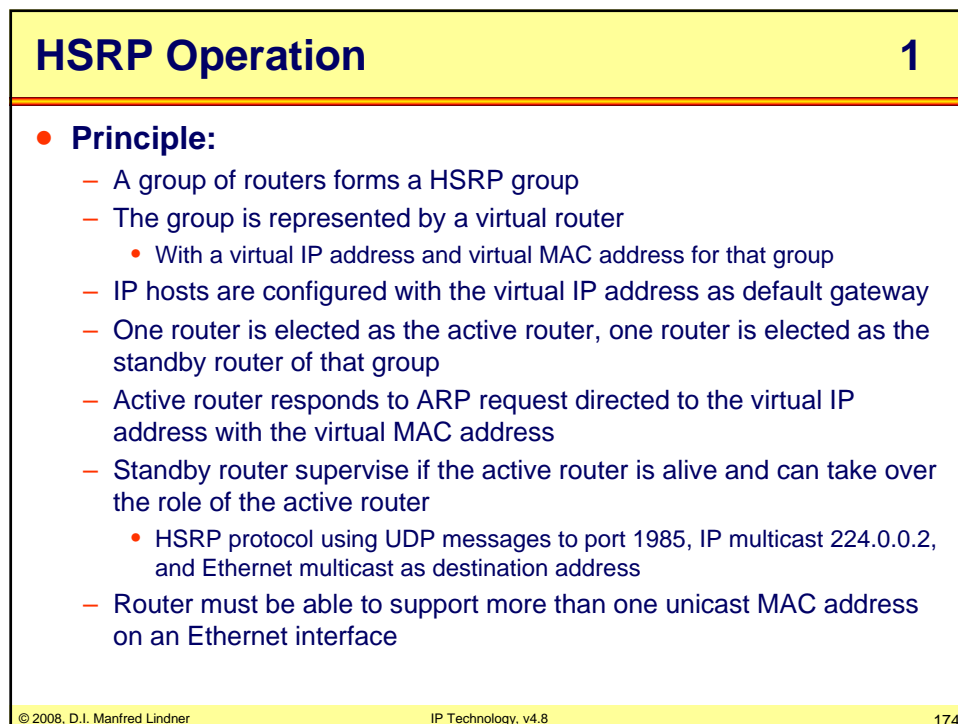 HSRP Operation 1
• Principle:
– A group of routers forms a HSRP group
– The group is represented by a virtual router
• With a virtual IP address and virtual MAC address for that group
– IP hosts are configured with the virtual IP address as default gateway
– One router is elected as the active router, one router is elected as the
standby router of that group
– Active router responds to ARP request directed to the virtual IP
address with the virtual MAC address
– Standby router supervise if the active router is alive and can take over
the role of the active router
• HSRP protocol using UDP messages to port 1985, IP multicast 224.0.0.2,
and Ethernet multicast as destination address
– Router must be able to support more than one unicast MAC address
on an Ethernet interface
© 2008, D.I. Manfred Lindner IP Technology, v4.8 174